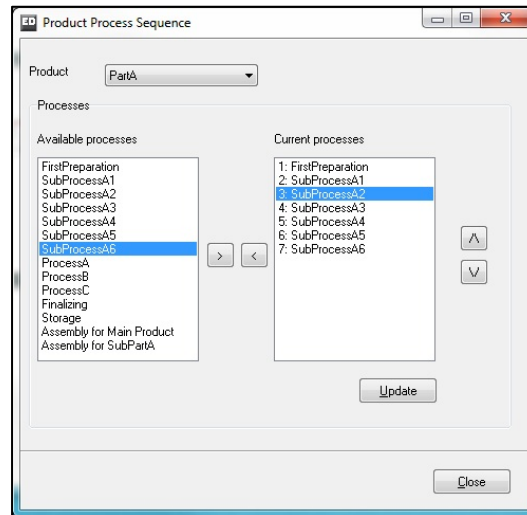 ED Product Process Sequence
Product PartA
Processes
Available processes
FirstPreparation
SubProcessA1
SubProcessA2
SubProcessA3
SubProcessA4
SubProcessA5
SubProcessA6
ProcessA
ProcessB
ProcessC
Finalizing
Storage
Assembly for Main Product
Assembly for SubPartA
> <
Current processes
1: FirstPreparation
2: SubProcessA1
3: SubProcessA2
4: SubProcessA3
5: SubProcessA4
6: SubProcessA5
7: SubProcessA6
/\
\/
Update
Close